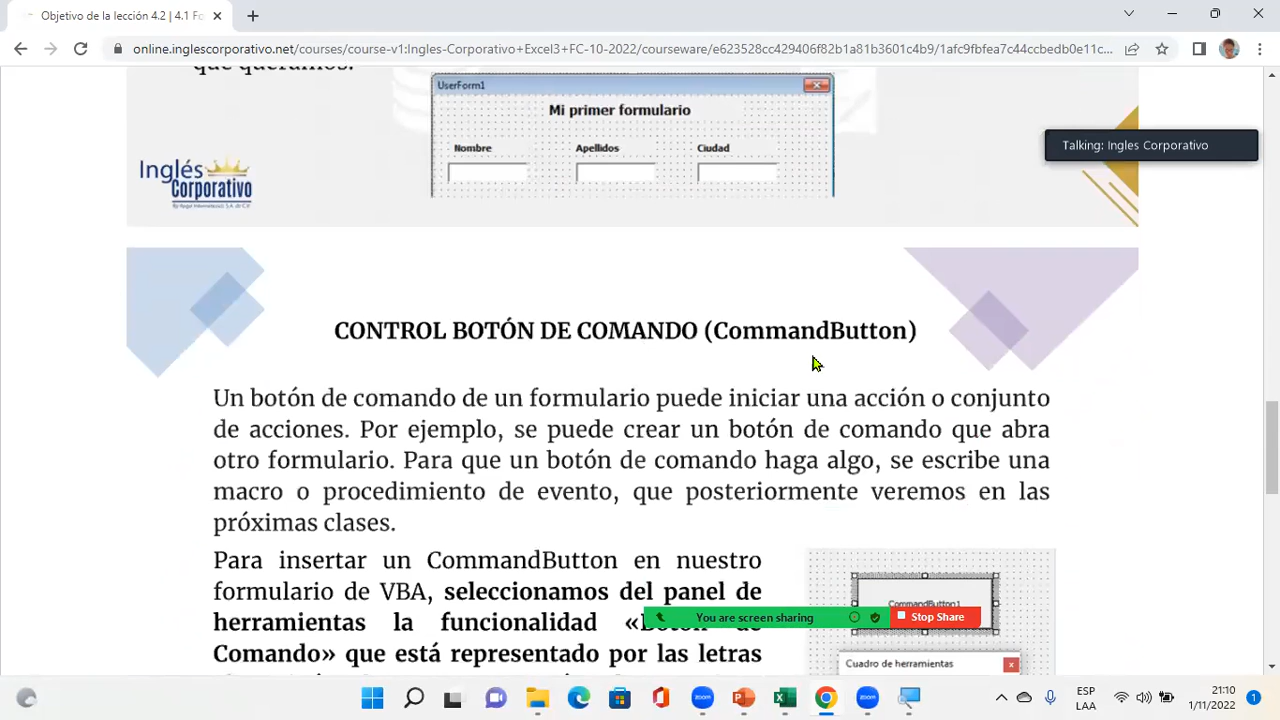 Objetivo de la lección 4.2 | 4.1 Fo
online.inglescorporativo.net/courses/course-v1:Ingles-Corporativo+Excel3+FC-10-2022/courseware/e623528cc429406f82b1a81b3601c4b9/1afc9fbfea7c44ccbedb0e11c...
que queramos.
UserForm1
Mi primer formulario
Nombre Apellidos Ciudad
Talking: Ingles Corporativo
Inglés
Corporativo
CONTROL BOTÓN DE COMANDO (CommandButton)
Un botón de comando de un formulario puede iniciar una acción o conjunto
de acciones. Por ejemplo, se puede crear un botón de comando que abra
otro formulario. Para que un botón de comando haga algo, se escribe una
macro o procedimiento de evento, que posteriormente veremos en las
próximas clases.
Para insertar un CommandButton en nuestro
formulario de VBA, seleccionamos del panel de
herramientas la funcionalidad «Botón de
Comando» que está representado por las letras
CommandButton1
You are screen sharing
Stop Share
Cuadro de herramientas
ESP
LAA
21:10
1/11/2022
1